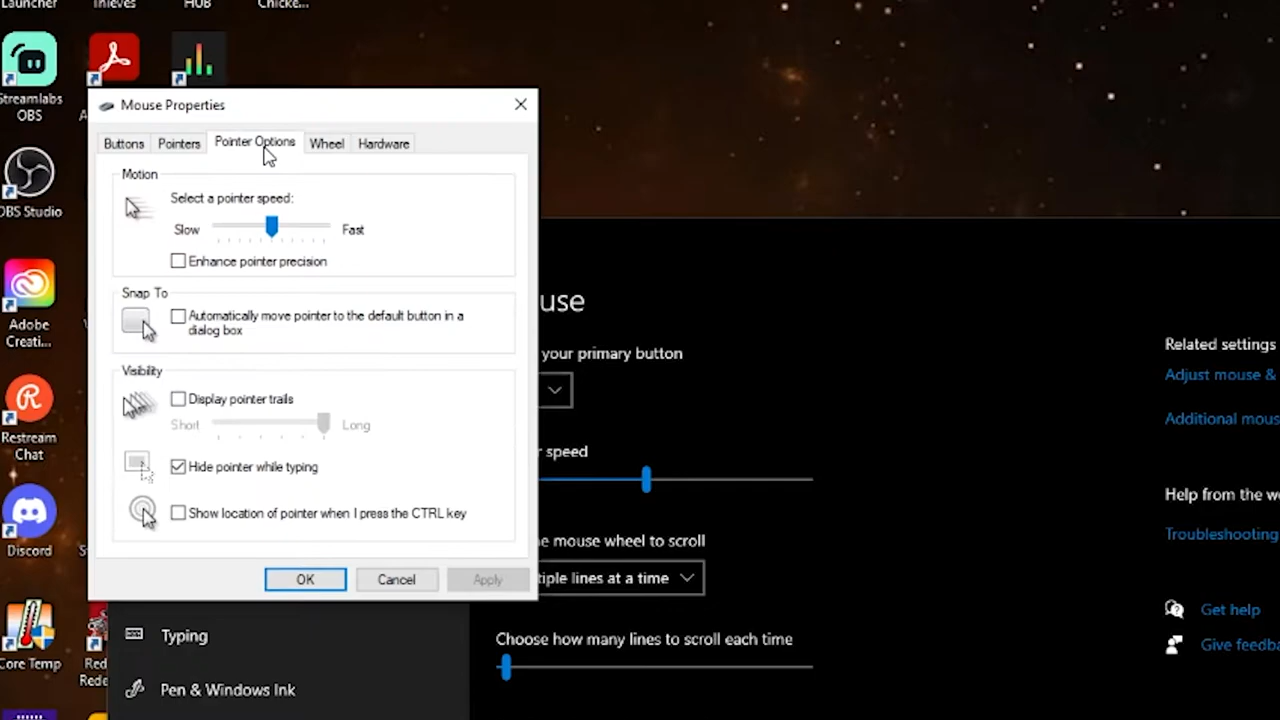 Launcher
Thieves
HUB
Chicke...
Streamlabs
OBS
A
OBS Studio
Adobe
Creati...
Restream
Chat
Discord
Core Temp
Red
Rede
Mouse Properties
Buttons
Pointers
Pointer Options
Wheel
Hardware
Motion
Select a pointer speed:
Slow
Fast
Enhance pointer precision
Snap To
Automatically move pointer to the default button in a
dialog box
Visibility
Display pointer trails
Short
Long
Hide pointer while typing
Show location of pointer when I press the CTRL key
OK
Cancel
Apply
use
your primary button
r speed
e mouse wheel to scroll
tiple lines at a time
Choose how many lines to scroll each time
Typing
Pen & Windows Ink
Related settings
Adjust mouse &
Additional mous
Help from the we
Troubleshooting
Get help
Give feedba